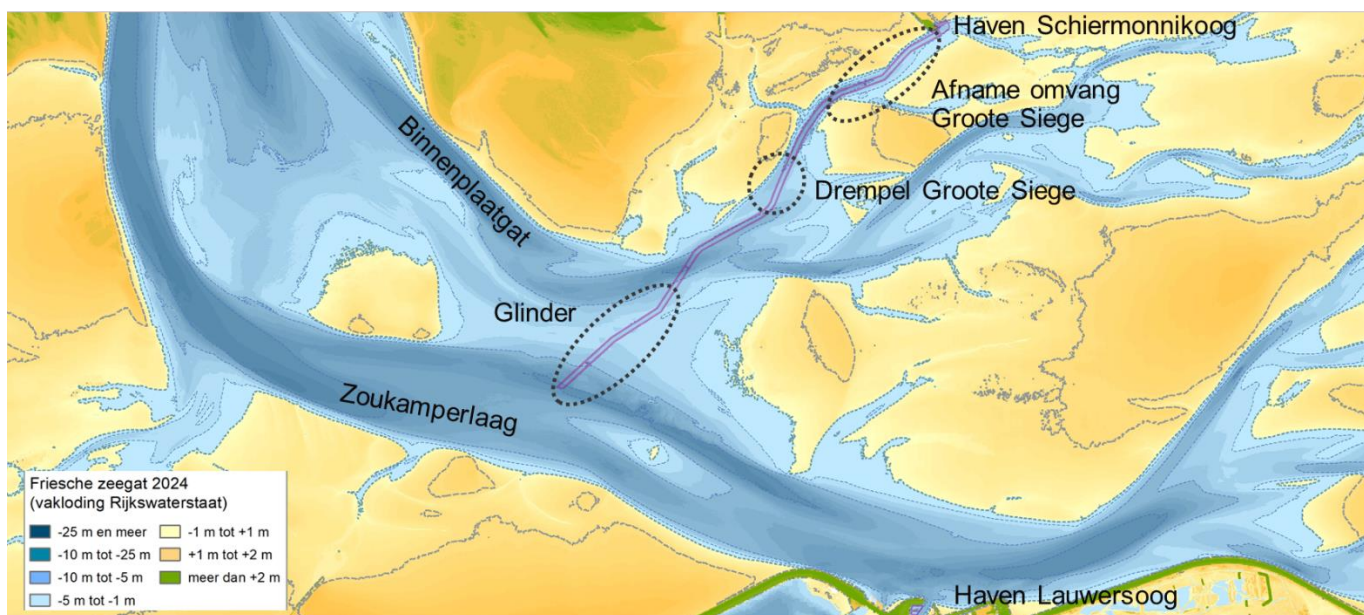 Haven Schiermonnikoog
Afname omvang
Groote Siege
Binnenplaatgat
Drempel Groote Siege
Glinder
Zoukamperlaag
Friesche zeegat 2024
(vakloding Rijkswaterstaat)
-25 m en meer
-10 m tot -25 m
-10 m tot -5 m
-5 m tot -1 m
-1 m tot +1 m
+1 m tot +2 m
meer dan +2 m
Haven Lauwersoog